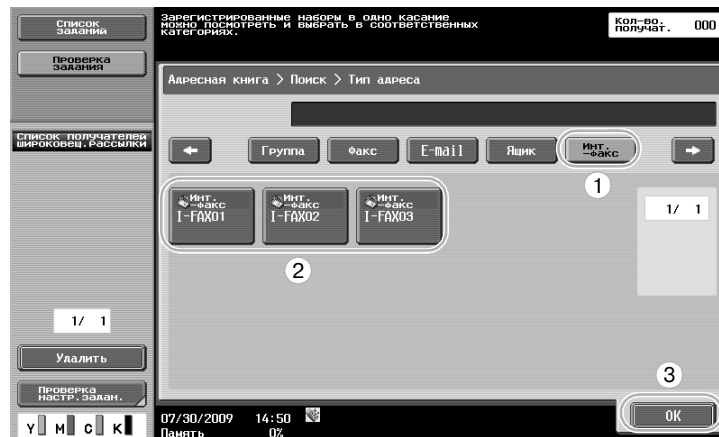 Список
заданий
Зарегистрированные наборы в одно касание
можно посмотреть и выбрать в соответственных
категориях.
Кол-во.
получат.
000
Проверка
задания
Адресная книга > Поиск > Тип адреса
Список получателей
широковещ.рассылки
Группа
Факс
E-mail
Ящик
Инт.
-факс
1
Инт.
-факс
I-FAX01
Инт.
-факс
I-FAX02
Инт.
-факс
I-FAX03
1/ 1
2
1/ 1
Удалить
3
Проверка
настр.задан.
OK
07/30/2009 14:50
Память 0%
Y M C K